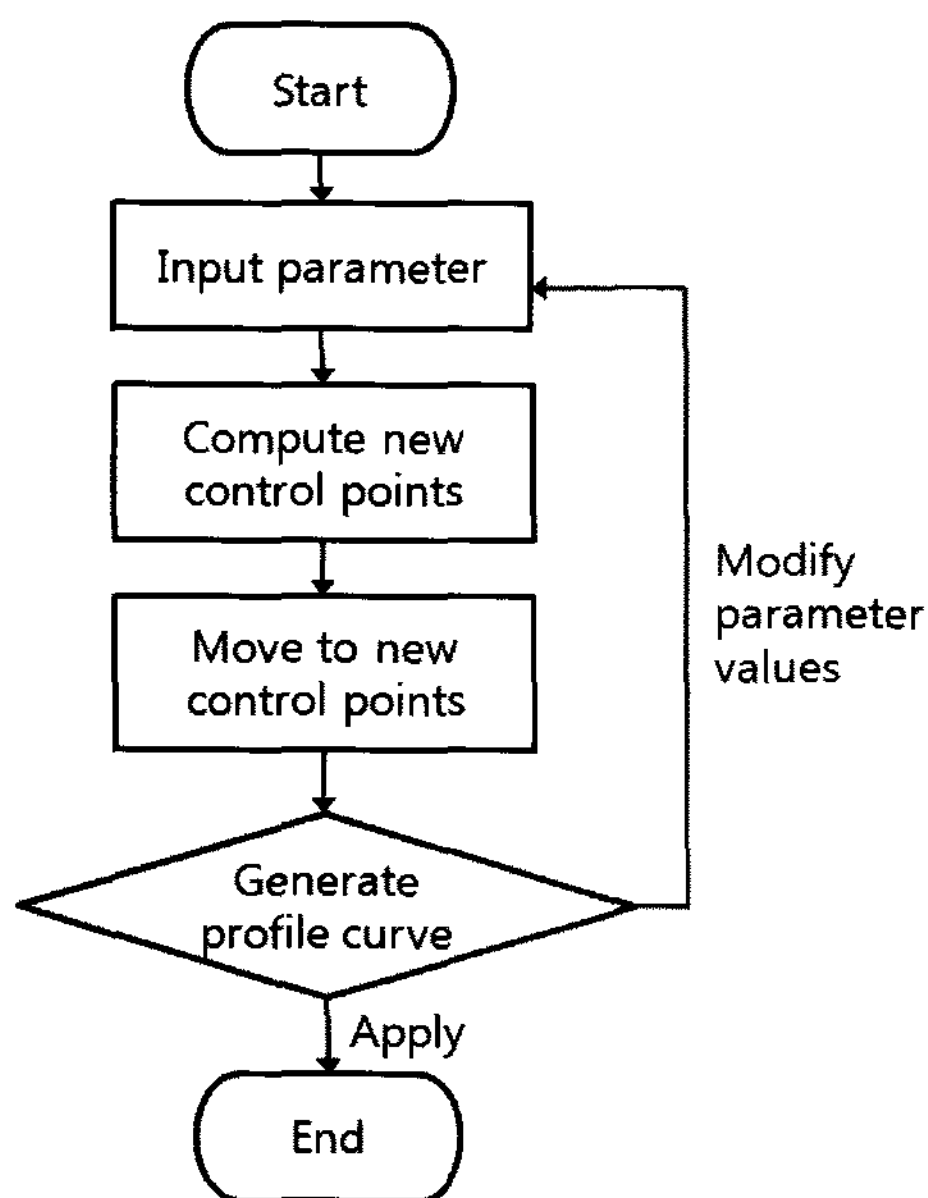 Start
Input parameter
Compute new
control points
Move to new
control points
Modify
parameter
values
Generate
profile curve
Apply
End